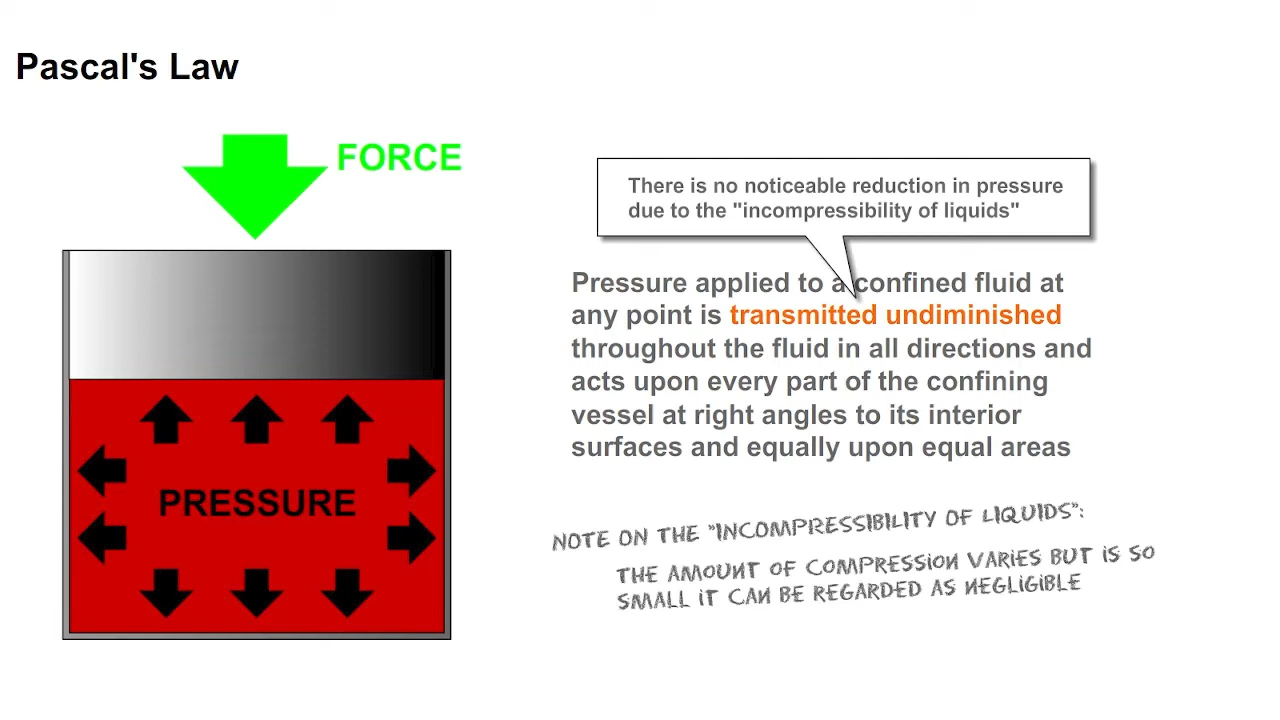 Pascal's Law
FORCE
There is no noticeable reduction in pressure
due to the "incompressibility of liquids"
Pressure applied to a confined fluid at
any point is transmitted undiminished
throughout the fluid in all directions and
acts upon every part of the confining
vessel at right angles to its interior
surfaces and equally upon equal areas
PRESSURE
NOTE ON THE "INCOMPRESSIBILITY OF LIQUIDS":
THE AMOUNT OF COMPRESSION VARIES BUT IS SO
SMALL IT CAN BE REGARDED AS NEGLIGIBLE